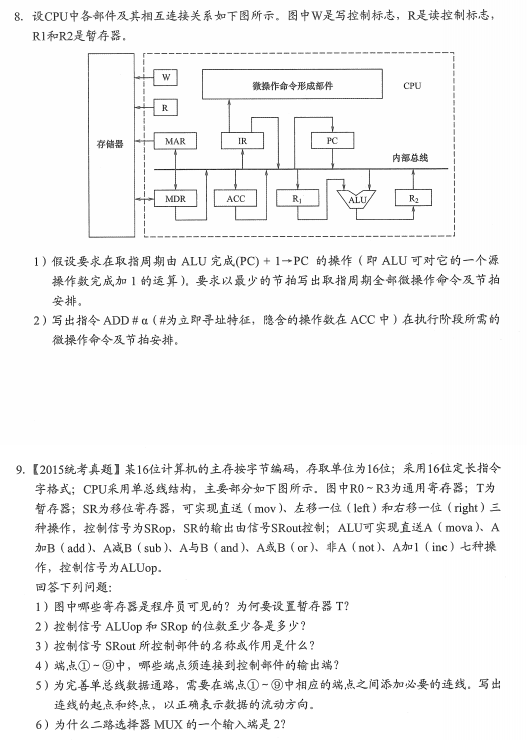 8. 设CPU中各部件及其相互连接关系如下图所示。图中W是写控制标志，R是读控制标志，
R1和R2是暂存器。
W
微操作命令形成部件
CPU
R
存储器
MAR
IR
PC
内部总线
MDR
ACC
R₁
ALU
R₂
1）假设要求在取指周期由 ALU 完成(PC) + 1→PC 的操作（即 ALU 可对它的一个源
操作数完成加 1 的运算）。要求以最少的节拍写出取指周期全部微操作命令及节拍
安排。
2）写出指令 ADD # α（#为立即寻址特征，隐含的操作数在 ACC 中）在执行阶段所需的
微操作命令及节拍安排。
9.【2015统考真题】某16位计算机的主存按字节编码，存取单位为16位；采用16位定长指令
字格式；CPU采用单总线结构，主要部分如下图所示。图中R0～R3为通用寄存器；T为
暂存器；SR为移位寄存器，可实现直送（mov）、左移一位（left）和右移一位（right）三
种操作，控制信号为SRop，SR的输出由信号SRout控制；ALU可实现直送A（mova）、A
加B（add）、A减B（sub）、A与B（and）、A或B（or）、非A（not）、A加1（inc）七种操
作，控制信号为ALUop。
回答下列问题：
1）图中哪些寄存器是程序员可见的？为何要设置暂存器 T？
2）控制信号 ALUop 和 SRop 的位数至少各是多少？
3）控制信号 SRout 所控制部件的名称或作用是什么？
4）端点①～⑨中，哪些端点须连接到控制部件的输出端？
5）为完善单总线数据通路，需要在端点①～⑨中相应的端点之间添加必要的连线。写出
连线的起点和终点，以正确表示数据的流动方向。
6）为什么二路选择器 MUX 的一个输入端是 2？